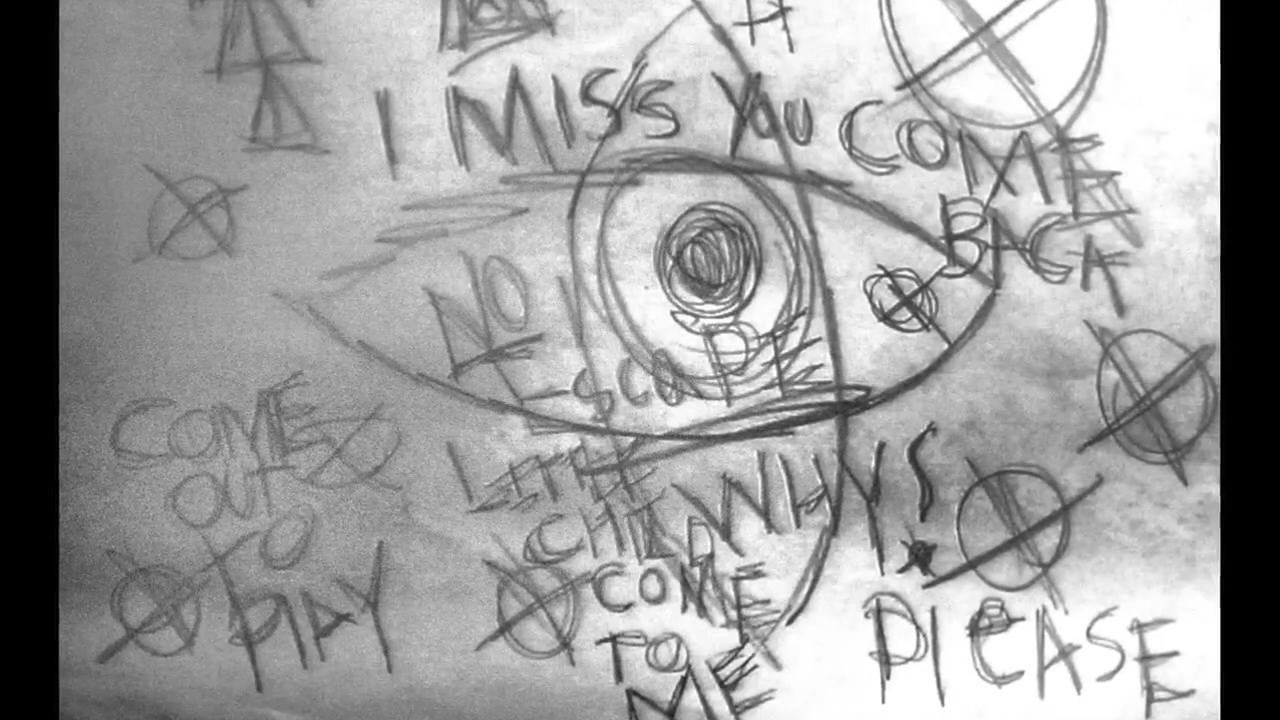 I MISS YOU COME
BACK
NO
EscaPE
COME
OUT
TO
PlAY
LITTLE
CHILD
COME
TO
ME
WHY?
PlEASE